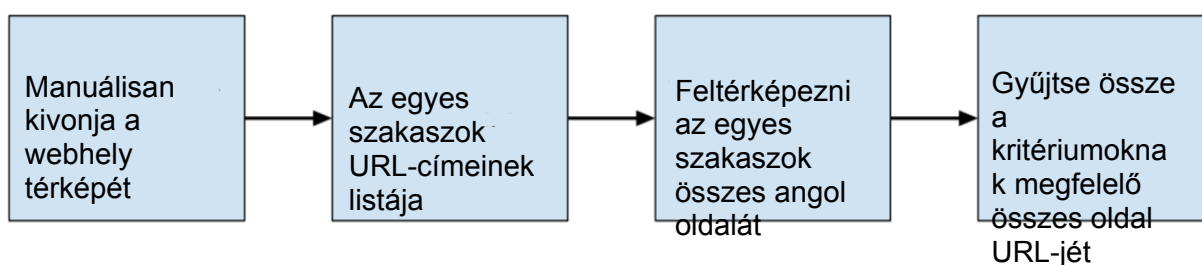 Manuálisan
kivonja a
webhely
térképét
Az egyes
szakaszok
URL-címeinek
listája
Feltérképezni
az egyes
szakaszok
összes angol
oldalát
Gyűjtse össze
a
kritériumokna
k megfelelő
összes oldal
URL-jét